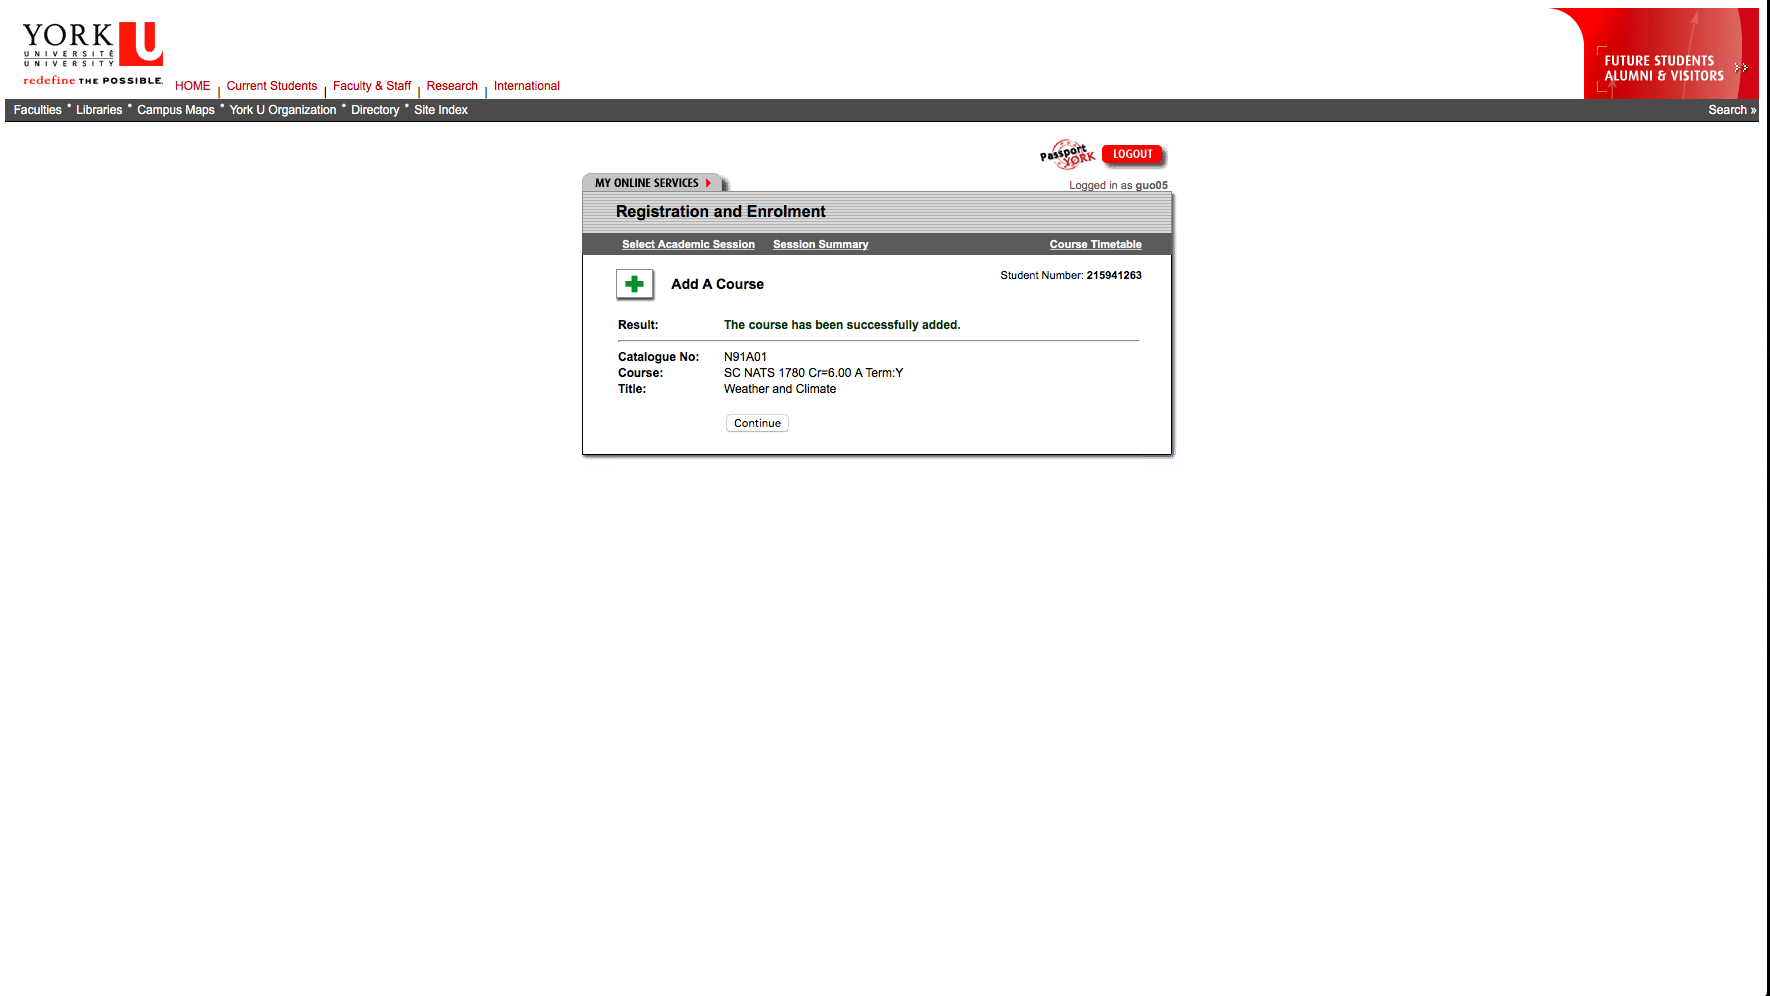 YORK U
UNIVERSITÉ
UNIVERSITY
redefine THE POSSIBLE.
HOME Current Students Faculty & Staff Research International
FUTURE STUDENTS
ALUMNI & VISITORS
Faculties • Libraries • Campus Maps • York U Organization • Directory • Site Index
Search »
Passport YORK
LOGOUT
MY ONLINE SERVICES
Logged in as guo05
Registration and Enrolment
Select Academic Session Session Summary Course Timetable
Student Number: 215941263
Add A Course
Result: The course has been successfully added.
Catalogue No: N91A01
Course: SC NATS 1780 Cr=6.00 A Term:Y
Title: Weather and Climate
Continue